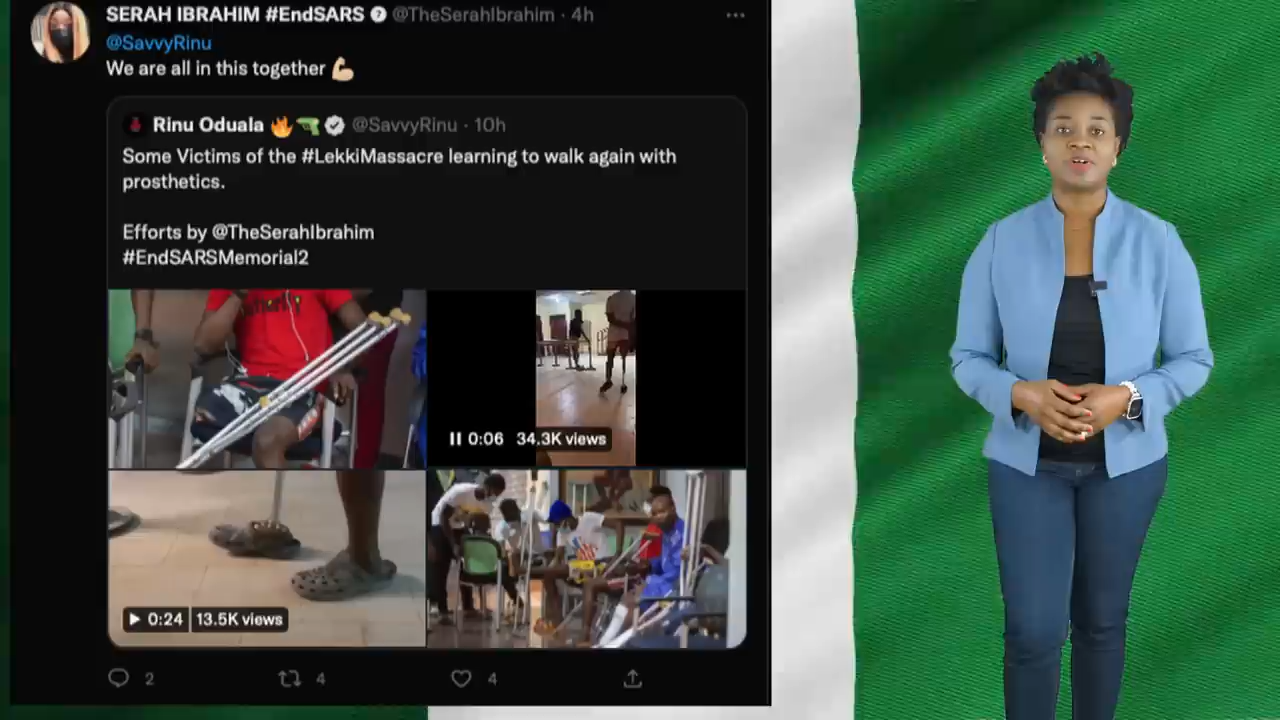 SERAH IBRAHIM #EndSARS @TheSerahIbrahim · 4h
@SavvyRinu
We are all in this together 💪🏼
Rinu Oduala 🔥🔫 @SavvyRinu · 10h
Some Victims of the #LekkiMassacre learning to walk again with
prosthetics.
Efforts by @TheSerahIbrahim
#EndSARSMemorial2
0:06 34.3K views
0:24 13.5K views
2 4 4